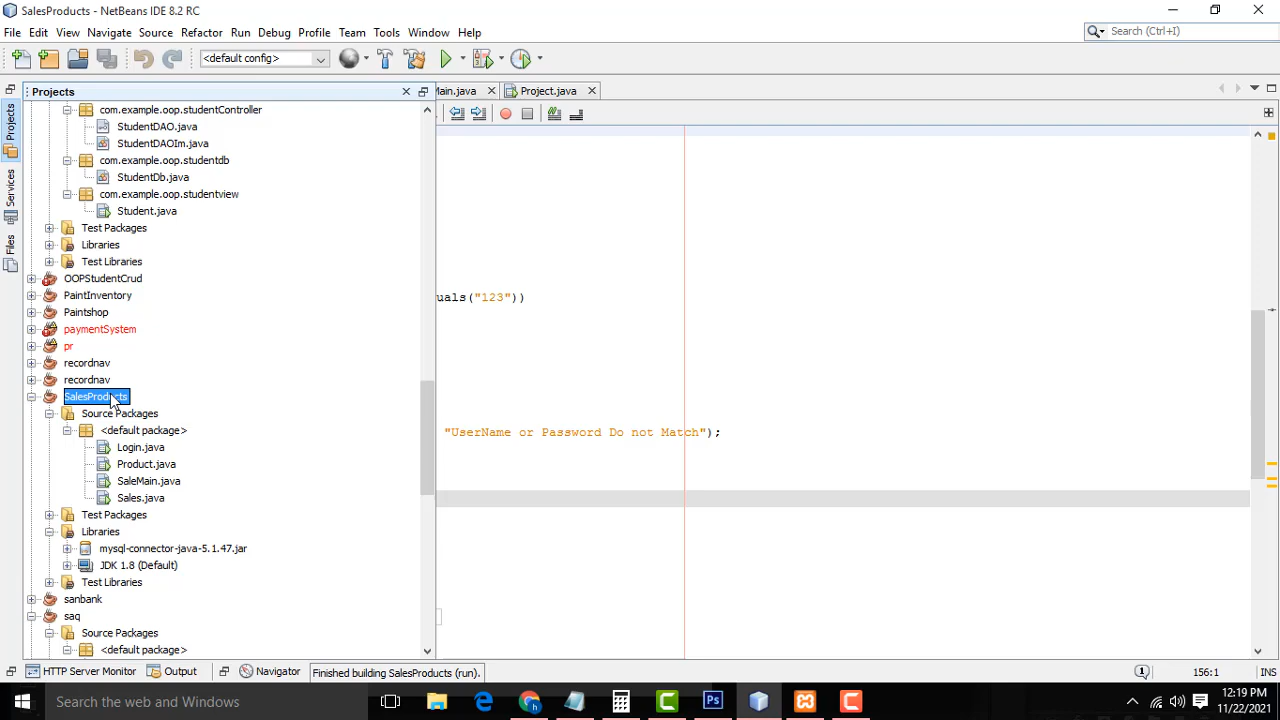 SalesProducts - NetBeans IDE 8.2 RC
File Edit View Navigate Source Refactor Run Debug Profile Team Tools Window Help
Search (Ctrl+I)
<default config>
Projects
Main.java
Project.java
Projects
Services
Files
com.example.oop.studentController
StudentDAO.java
StudentDAOIm.java
com.example.oop.studentdb
StudentDb.java
com.example.oop.studentview
Student.java
Test Packages
Libraries
Test Libraries
OOPStudentCrud
PaintInventory
uals("123"))
Paintshop
paymentSystem
pr
recordnav
recordnav
SalesProducts
Source Packages
<default package>
"UserName or Password Do not Match");
Login.java
Product.java
SaleMain.java
Sales.java
Test Packages
Libraries
mysql-connector-java-5.1.47.jar
JDK 1.8 (Default)
Test Libraries
sanbank
saq
Source Packages
<default package>
HTTP Server Monitor
Output
Navigator
Finished building SalesProducts (run).
1
156:1
INS
Search the web and Windows
Ps
12:19 PM
11/22/2021